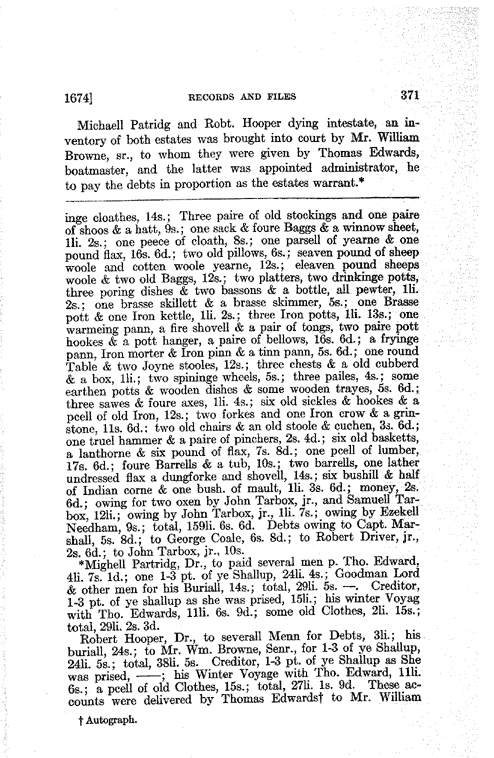 1674] RECORDS AND FILES 371
Michaell Patridg and Robt. Hooper dying intestate, an in-
ventory of both estates was brought into court by Mr. William
Browne, sr., to whom they were given by Thomas Edwards,
boatmaster, and the latter was appointed administrator, he
to pay the debts in proportion as the estates warrant.*
inge cloathes, 14s.; Three paire of old stockings and one paire
of shoos & a hatt, 9s.; one sack & foure Baggs & a winnow sheet,
1li. 2s.; one peece of cloath, 8s.; one parsell of yearne & one
pound flax, 16s. 6d.; two old pillows, 6s.; seaven pound of sheep
woole and cotten woole yearne, 12s.; eleaven pound sheeps
woole & two old Baggs, 12s.; two platters, two drinkinge potts,
three poring dishes & two bassons & a bottle, all pewter, 1li.
2s.; one brasse skillett & a brasse skimmer, 5s.; one Brasse
pott & one Iron kettle, 1li. 2s.; three Iron potts, 1li. 13s.; one
warmeing pann, a fire shovell & a pair of tongs, two paire pott
hookes & a pott hanger, a paire of bellows, 16s. 6d.; a fryinge
pann, Iron morter & Iron pinn & a tinn pann, 5s. 6d.; one round
Table & two Joyne stooles, 12s.; three chests & a old cubberd
& a box, 1li.; two spininge wheels, 5s.; three pailes, 4s.; some
earthen potts & wooden dishes & some wooden trayes, 5s. 6d.;
three sawes & foure axes, 1li. 4s.; six old sickles & hookes & a
pcell of old Iron, 12s.; two forkes and one Iron crow & a grin-
stone, 11s. 6d.: two old chairs & an old stoole & cuchen, 3s. 6d.;
one truel hammer & a paire of pinchers, 2s. 4d.; six old basketts,
a lanthorne & six pound of flax, 7s. 8d.; one pcell of lumber,
17s. 6d.; foure Barrells & a tub, 10s.; two barrells, one lather
undressed flax a dungforke and shovell, 14s.; six bushill & half
of Indian corne & one bush. of mault, 1li. 3s. 6d.; money, 2s.
6d.; owing for two oxen by John Tarbox, jr., and Samuell Tar-
box, 12li.; owing by John Tarbox, jr., 1li. 7s.; owing by Ezekell
Needham, 9s.; total, 159li. 6s. 6d. Debts owing to Capt. Mar-
shall, 5s. 8d.; to George Coale, 6s. 8d.; to Robert Driver, jr.,
2s. 6d.; to John Tarbox, jr., 10s.
*Mighell Partridg, Dr., to paid several men p. Tho. Edward,
4li. 7s. 1d.; one 1-3 pt. of ye Shallup, 24li. 4s.; Goodman Lord
& other men for his Buriall, 14s.; total, 29li. 5s. —. Creditor,
1-3 pt. of ye shallup as she was prised, 15li.; his winter Voyag
with Tho. Edwards, 11li. 6s. 9d.; some old Clothes, 2li. 15s.;
total, 29li. 2s. 3d.
Robert Hooper, Dr., to severall Menn for Debts, 3li.; his
buriall, 24s.; to Mr. Wm. Browne, Senr., for 1-3 of ye Shallup,
24li. 5s.; total, 38li. 5s. Creditor, 1-3 pt. of ye Shallup as She
was prised, ——; his Winter Voyage with Tho. Edward, 11li.
6s.; a pcell of old Clothes, 15s.; total, 27li. 1s. 9d. These ac-
counts were delivered by Thomas Edwards† to Mr. William
† Autograph.